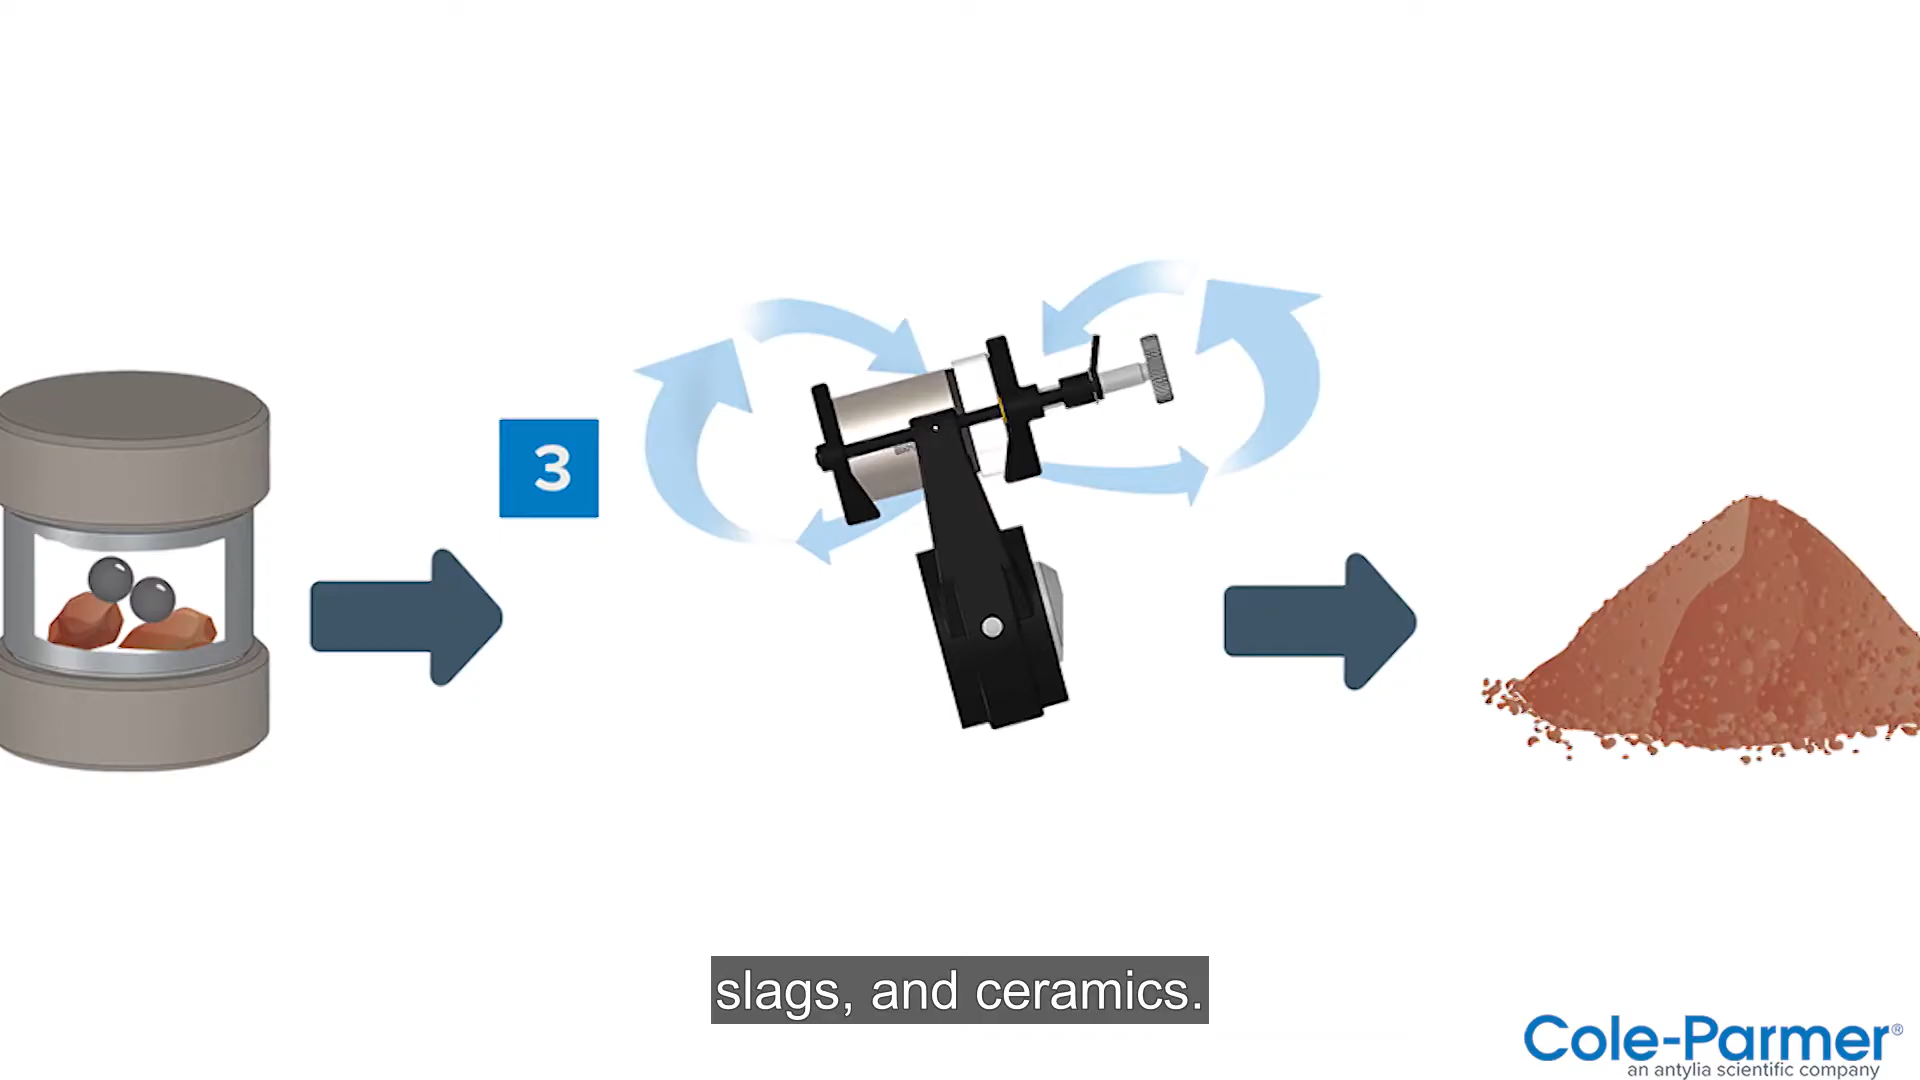 3
slags, and ceramics.
Cole-Parmer®
an antylia scientific company